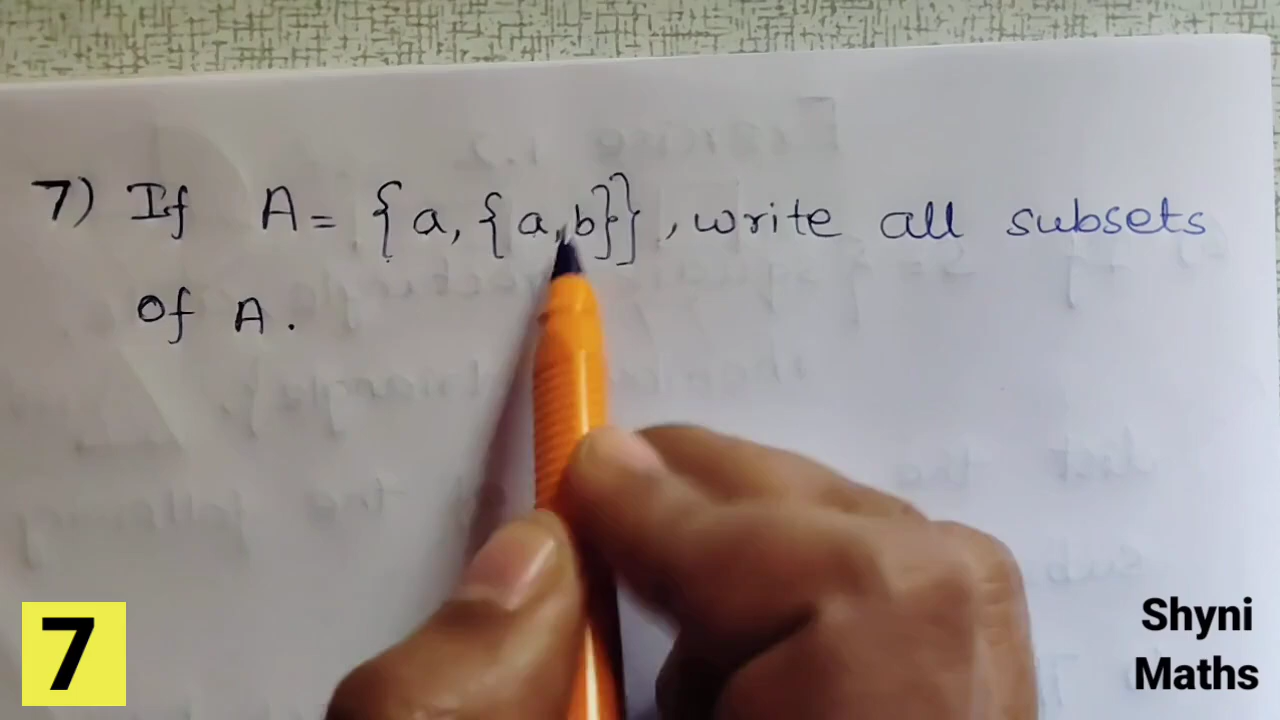 7) If A = {a, {a,b}}, write all subsets
Of A.
7
Shyni
Maths